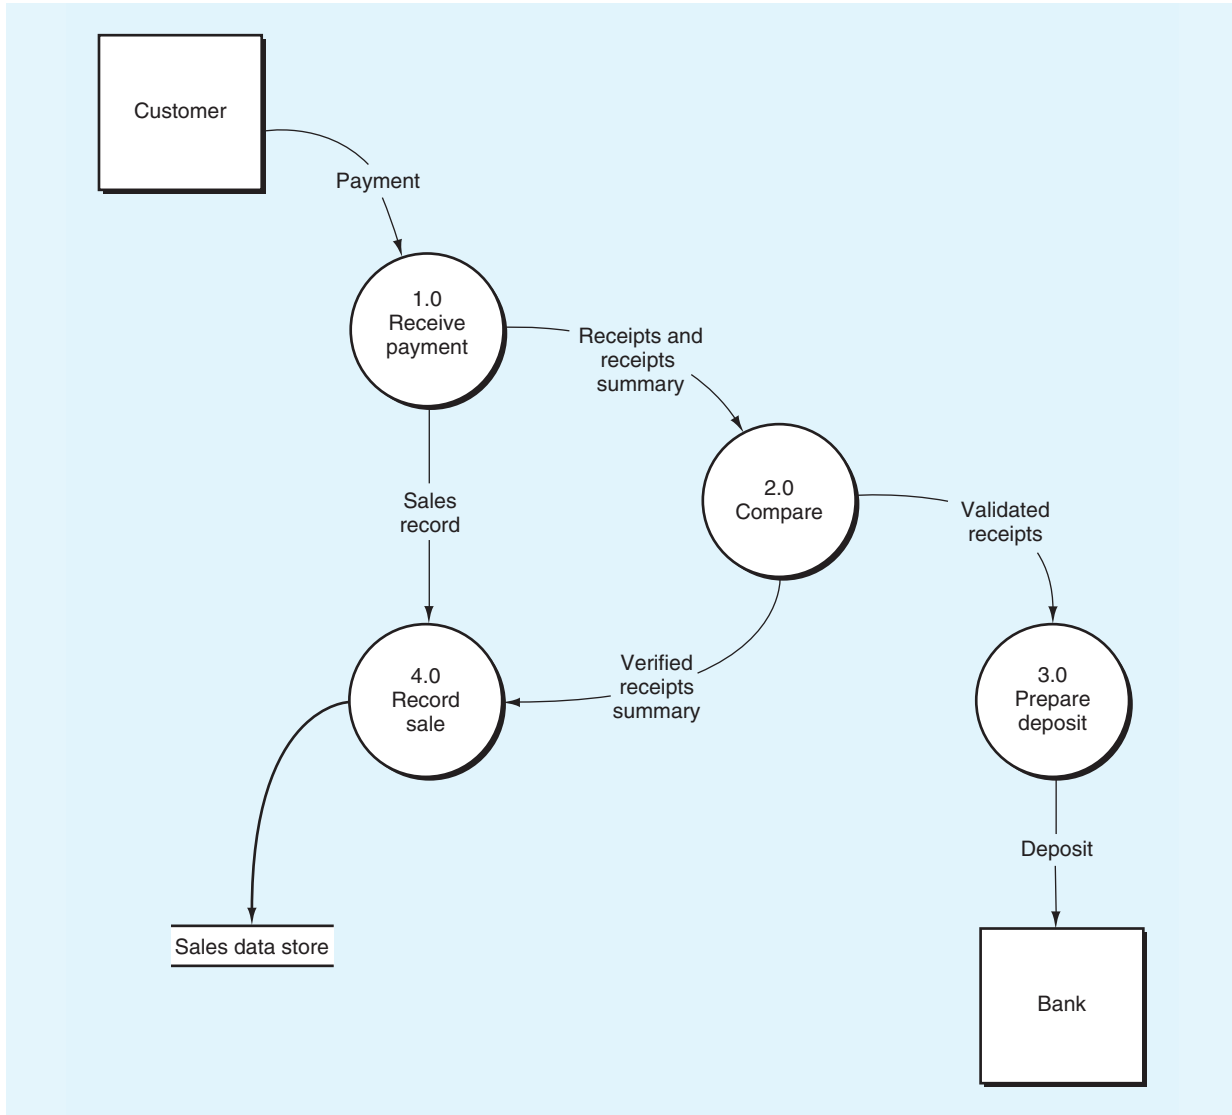 Customer
Payment
1.0
Receive
payment
Receipts and
receipts
summary
Sales
record
2.0
Compare
Validated
receipts
4.0
Record
sale
Verified
receipts
summary
3.0
Prepare
deposit
Deposit
Sales data store
Bank